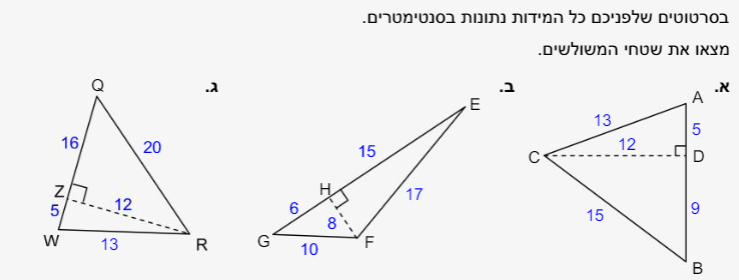 בסרטוטים שלפניכם כל המידות נתונות בסנטימטרים.
מצאו את שטחי המשולשים.
א.
A
13
5
12
C
D
15
9
B
ב.
E
15
H
17
6
8
G
10
F
ג.
Q
16
20
Z
5
12
W
13
R